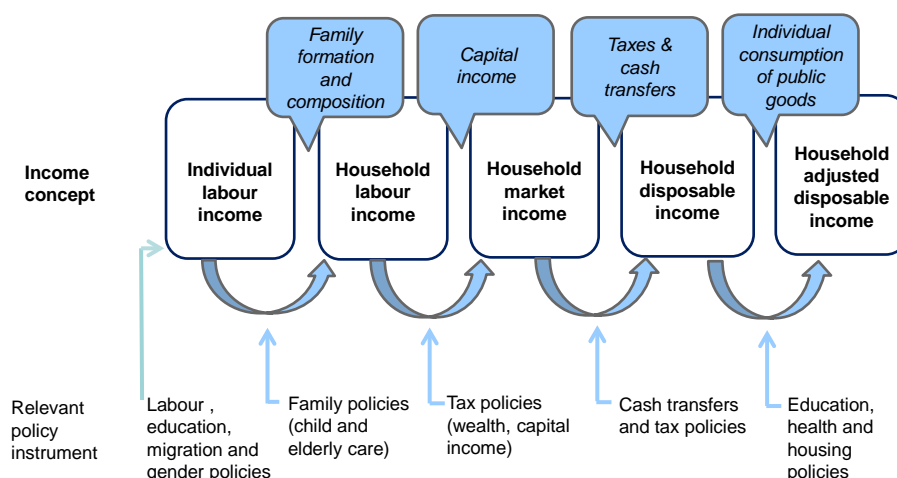 Family
formation
and
composition
Capital
income
Taxes &
cash
transfers
Individual
consumption
of public
goods
Income
concept
Individual
labour
income
Household
labour
income
Household
market
income
Household
disposable
income
Household
adjusted
disposable
income
Relevant
policy
instrument
Labour ,
education,
migration and
gender policies
Family policies
(child and
elderly care)
Tax policies
(wealth, capital
income)
Cash transfers
and tax policies
Education,
health and
housing
policies